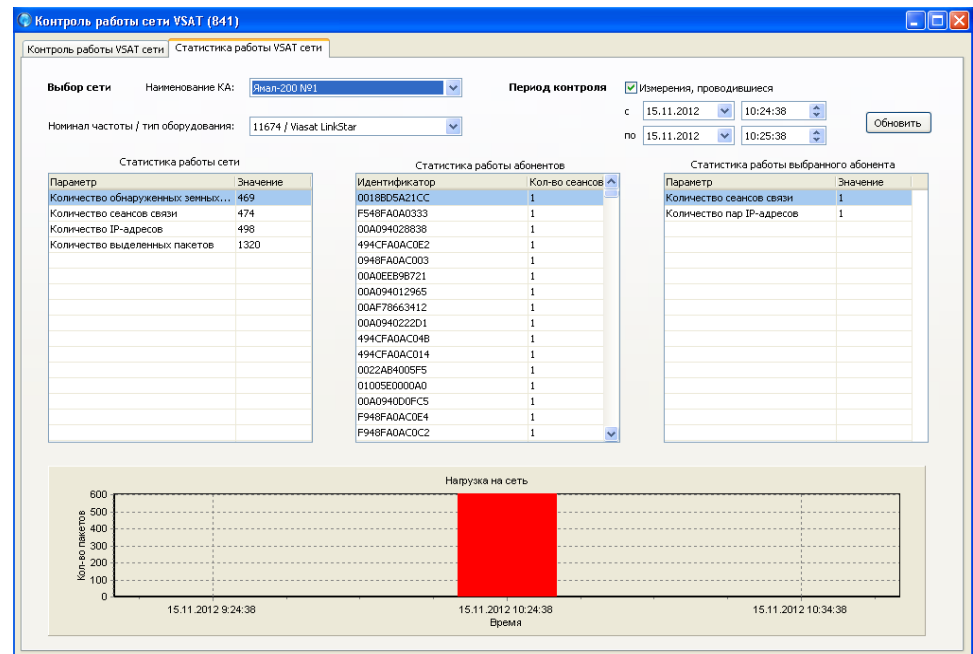 Контроль работы сети VSAT (841)
Контроль работы VSAT сети Статистика работы VSAT сети
Выбор сети Наименование КА: Ямал-200 №1 Период контроля Измерения, проводившиеся
с 15.11.2012 10:24:38
Номинал частоты / тип оборудования: 11674 / Viasat LinkStar по 15.11.2012 10:25:38 Обновить
Статистика работы сети Статистика работы абонентов Статистика работы выбранного абонента
Параметр Значение Идентификатор Кол-во сеансов Параметр Значение
Количество обнаруженных земных... 469 0018BD5A21CC 1 Количество сеансов связи 1
Количество сеансов связи 474 F548FA0A0333 1 Количество пар IP-адресов 1
Количество IP-адресов 498 00A094028838 1
Количество выделенных пакетов 1320 494CFA0AC0E2 1
0948FA0AC003 1
00A0EEB9B721 1
00A094012965 1
00AF78663412 1
00A0940222D1 1
494CFA0AC04B 1
494CFA0AC014 1
0022AB4005F5 1
01005E0000A0 1
00A0940D0FC5 1
F948FA0AC0E4 1
F948FA0AC0C2 1
Нагрузка на сеть
Кол-во пакетов
600
500
400
300
200
100
0
15.11.2012 9:24:38 15.11.2012 10:24:38 15.11.2012 10:34:38
Время